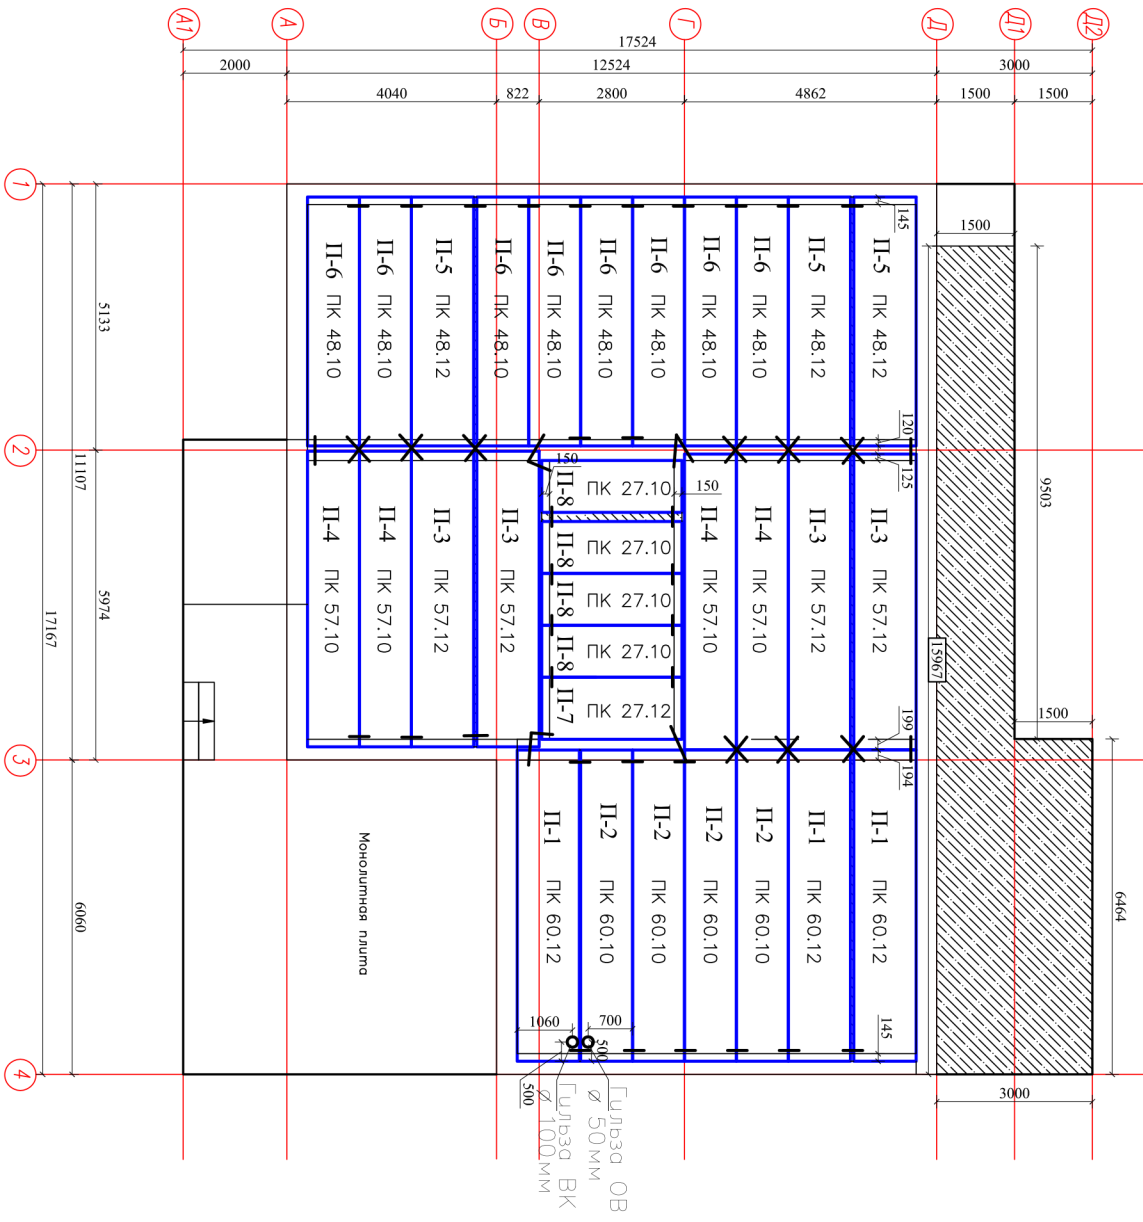 А1
А
Б
В
Г
Д
Д1
Д2
17524
2000
12524
3000
4040
822
2800
4862
1500
1500
1
2
3
4
5133
11107
5974
17167
6060
1500
9503
15967
1500
6464
3000
145
120
125
150
150
199
194
145
П-6 ПК 48.10
П-6 ПК 48.10
П-5 ПК 48.12
П-6 ПК 48.10
П-6 ПК 48.10
П-6 ПК 48.10
П-6 ПК 48.10
П-6 ПК 48.10
П-6 ПК 48.10
П-5 ПК 48.12
П-5 ПК 48.12
П-4 ПК 57.10
П-4 ПК 57.10
П-3 ПК 57.12
П-3 ПК 57.12
П-8 ПК 27.10
П-8 ПК 27.10
П-8 ПК 27.10
П-8 ПК 27.10
П-7 ПК 27.12
П-4 ПК 57.10
П-4 ПК 57.10
П-3 ПК 57.12
П-3 ПК 57.12
П-1 ПК 60.12
П-2 ПК 60.10
П-2 ПК 60.10
П-2 ПК 60.10
П-2 ПК 60.10
П-1 ПК 60.12
П-1 ПК 60.12
Монолитная плита
1060
700
500
500
Гильза ОВ
ø 50мм
Гильза ВК
ø 100мм